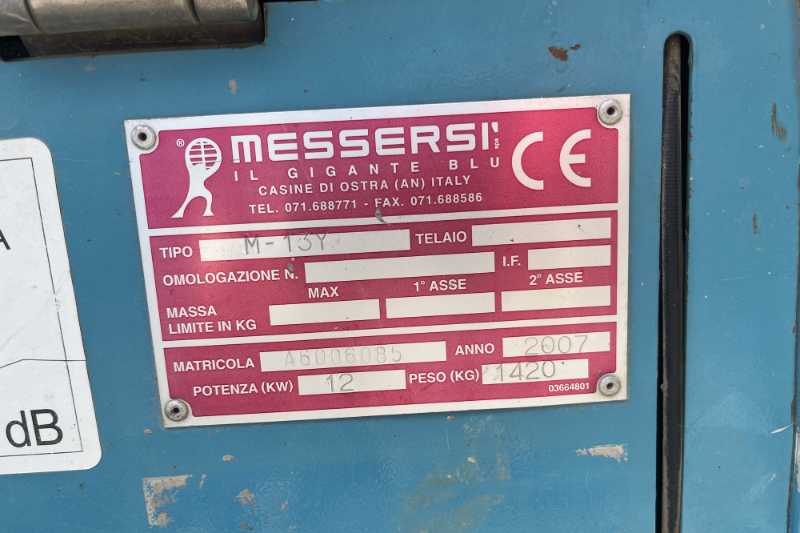 ® MESSERSI'
IL GIGANTE BLU
CASINE DI OSTRA (AN) ITALY
TEL. 071.688771 - FAX. 071.688586
CE
TIPO M-13Y TELAIO
OMOLOGAZIONE N. I.F.
MAX 1° ASSE 2° ASSE
MASSA
LIMITE IN KG
MATRICOLA A6006085 ANNO 2007
POTENZA (KW) 12 PESO (KG) 1420
03664801
A
dB